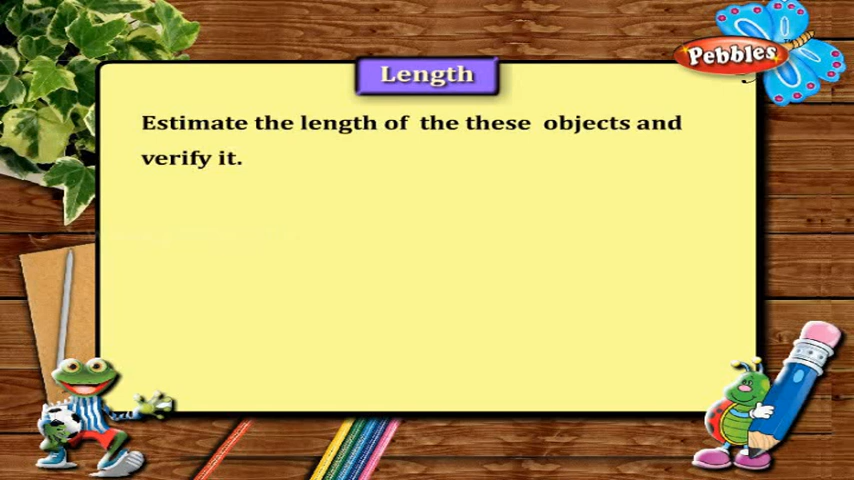 Pebbles
Length
Estimate the length of the these objects and
verify it.